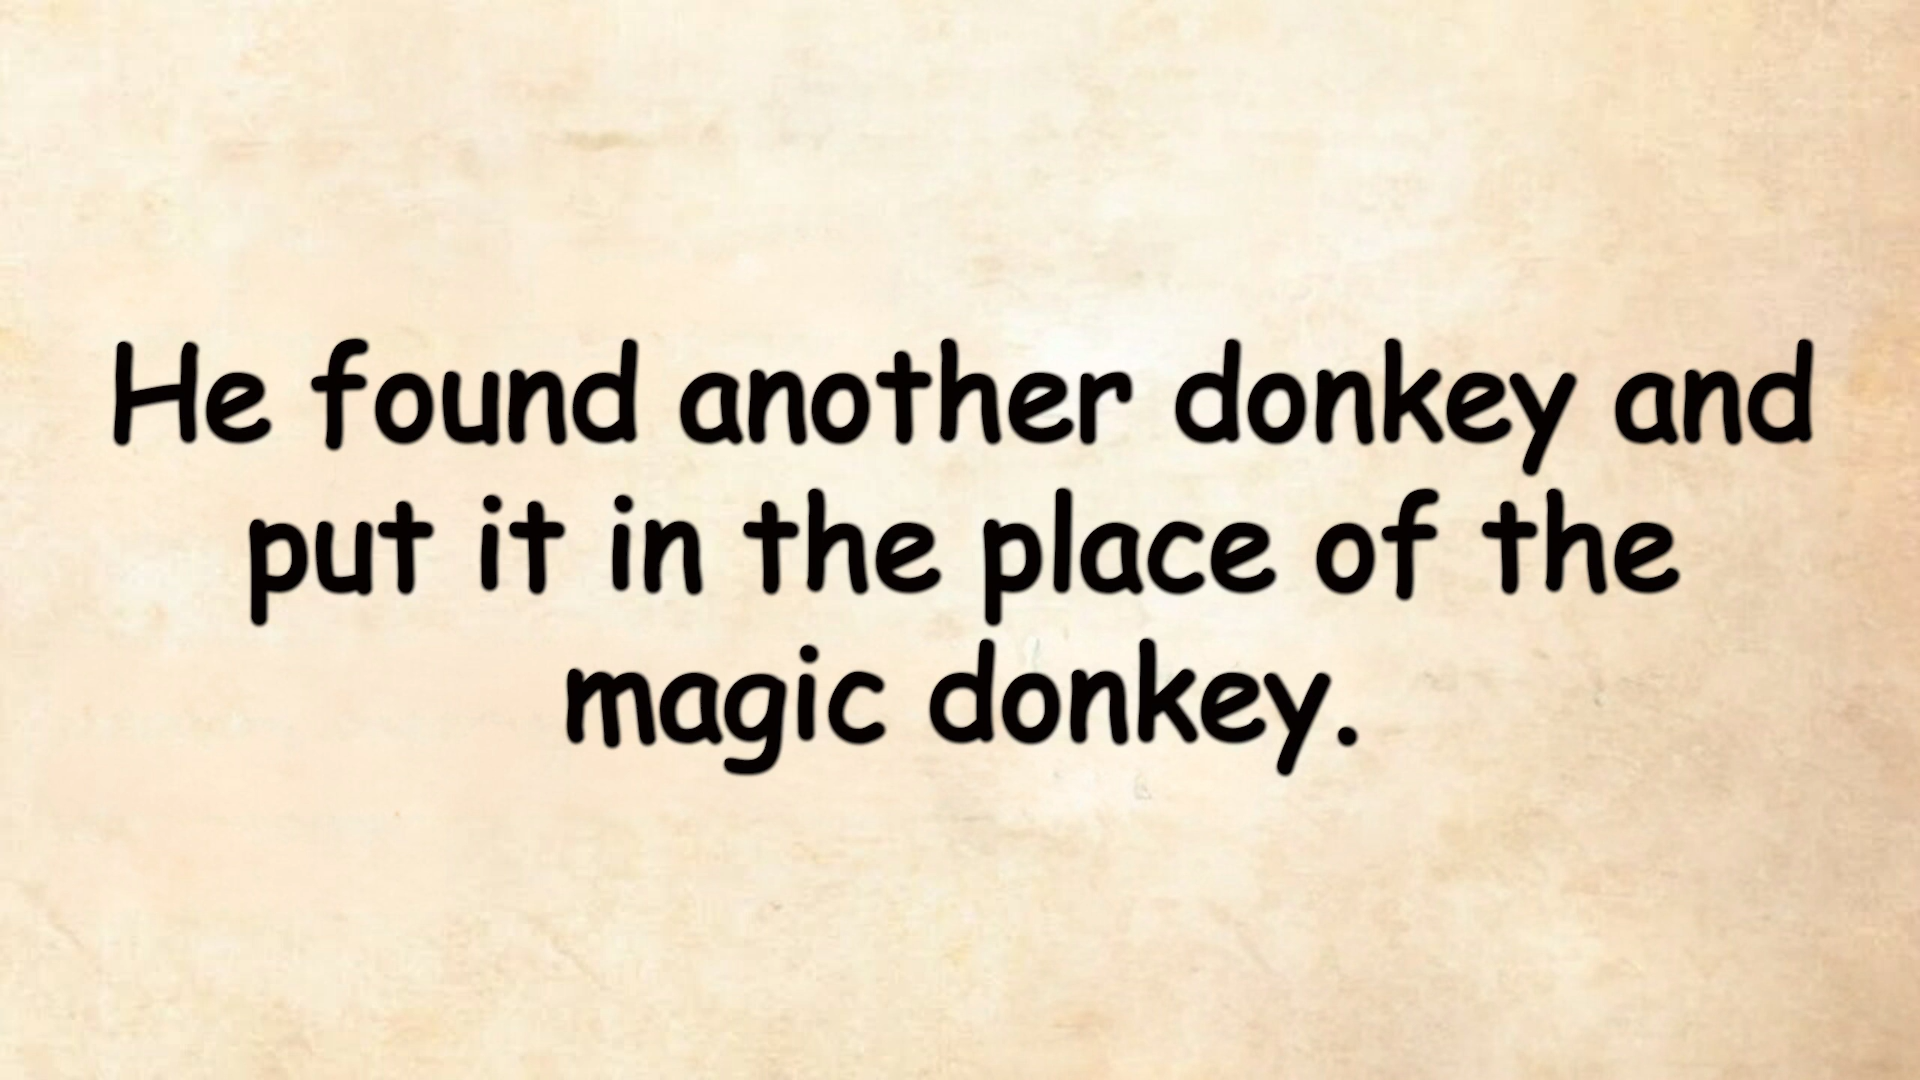 He found another donkey and
put it in the place of the
magic donkey.